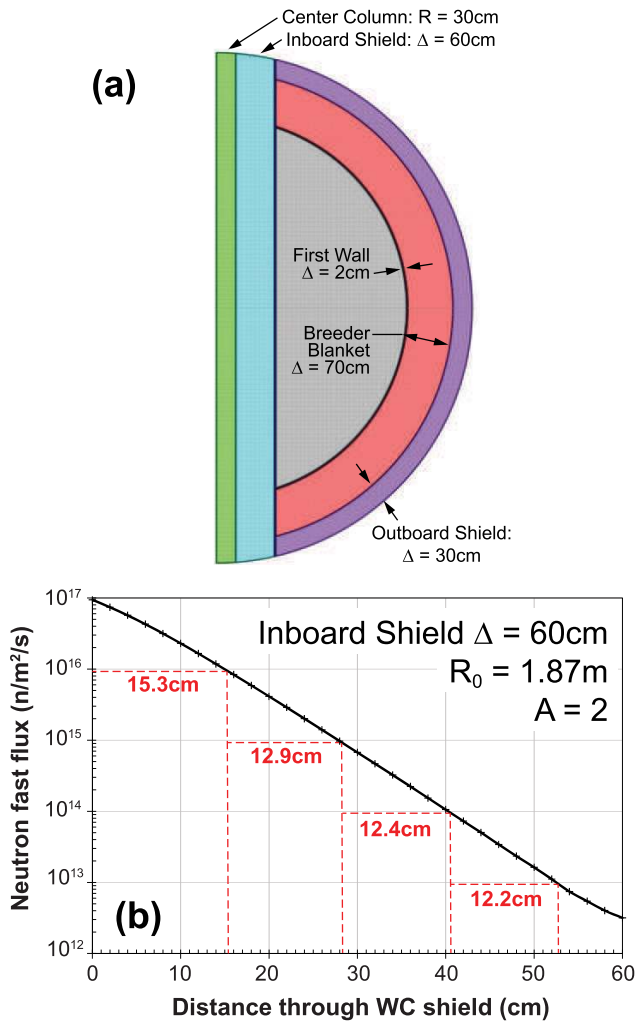 Center Column: R = 30cm
Inboard Shield: Δ = 60cm
(a)
First Wall
Δ = 2cm
Breeder
Blanket
Δ = 70cm
Outboard Shield:
Δ = 30cm
Neutron fast flux (n/m²/s)
10¹⁷
10¹⁶
10¹⁵
10¹⁴
10¹³
10¹²
Inboard Shield Δ = 60cm
R₀ = 1.87m
A = 2
15.3cm
12.9cm
12.4cm
12.2cm
(b)
0 10 20 30 40 50 60
Distance through WC shield (cm)